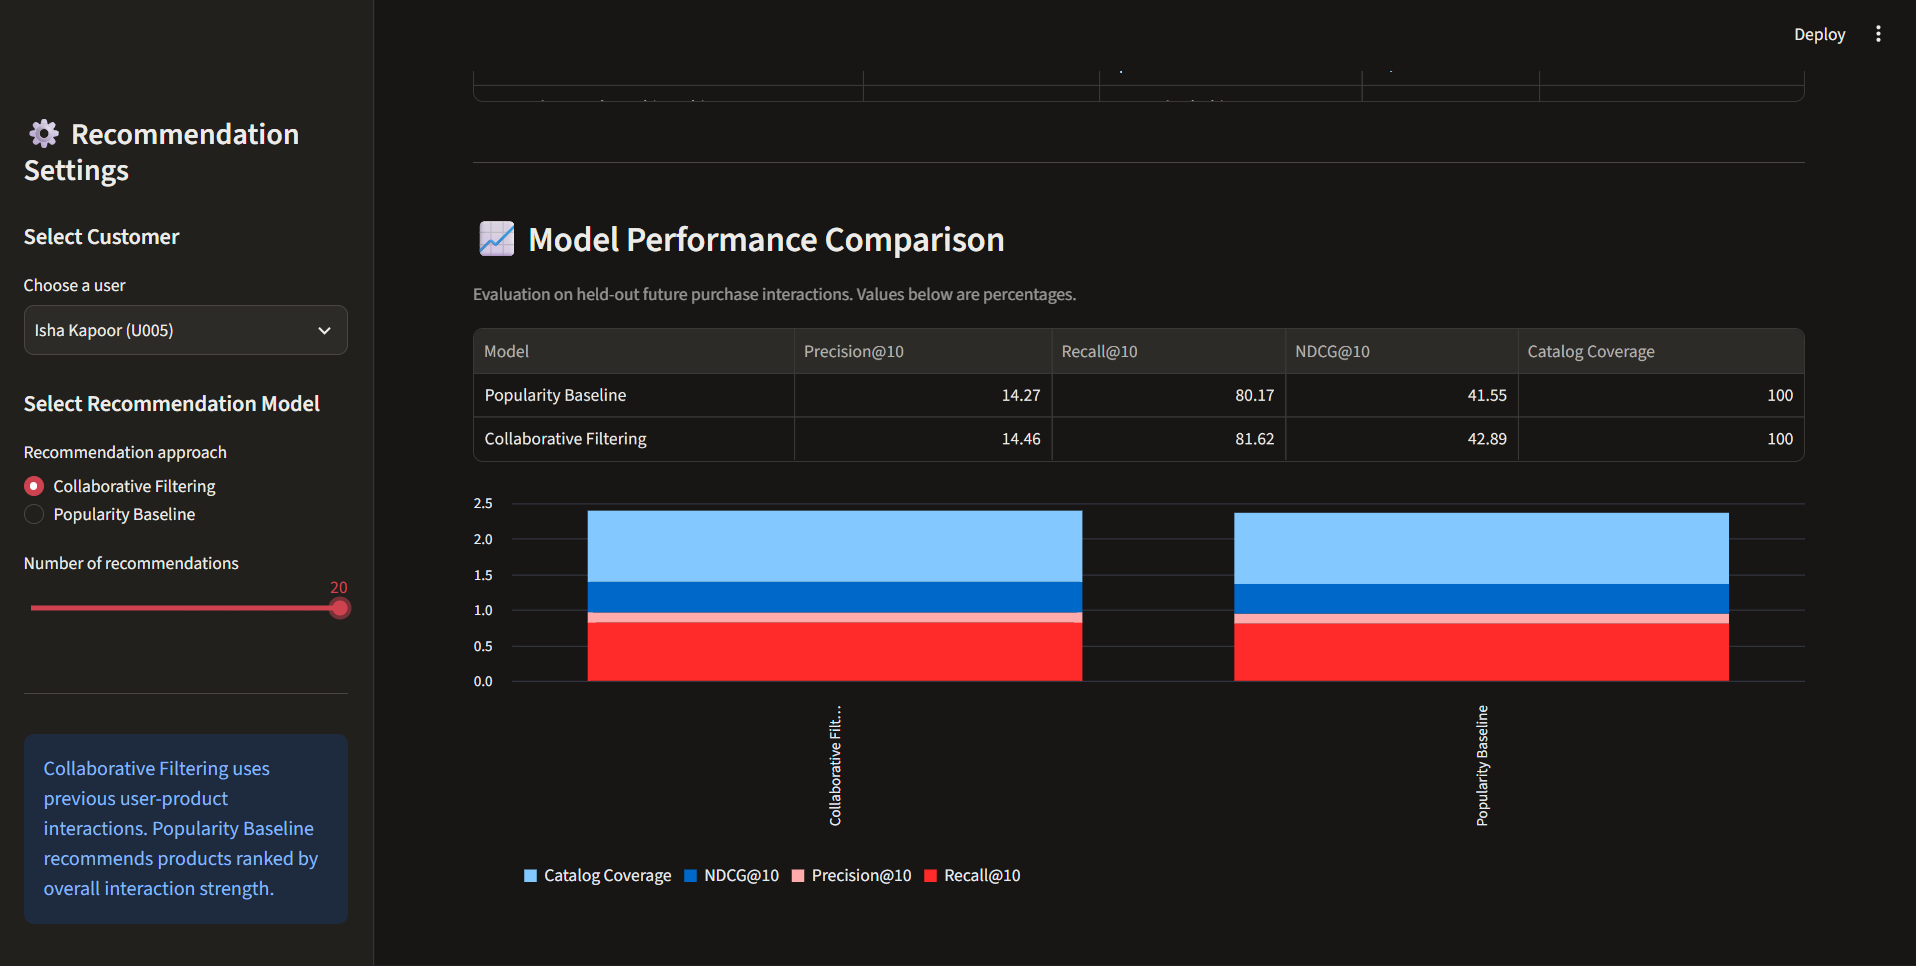 Deploy
Recommendation
Settings
Select Customer
Choose a user
Isha Kapoor (U005)
Select Recommendation Model
Recommendation approach
Collaborative Filtering
Popularity Baseline
Number of recommendations
20
Collaborative Filtering uses
previous user-product
interactions. Popularity Baseline
recommends products ranked by
overall interaction strength.
Model Performance Comparison
Evaluation on held-out future purchase interactions. Values below are percentages.
Model Precision@10 Recall@10 NDCG@10 Catalog Coverage
Popularity Baseline 14.27 80.17 41.55 100
Collaborative Filtering 14.46 81.62 42.89 100
2.5
2.0
1.5
1.0
0.5
0.0
Collaborative Filt…
Popularity Baseline
Catalog Coverage NDCG@10 Precision@10 Recall@10